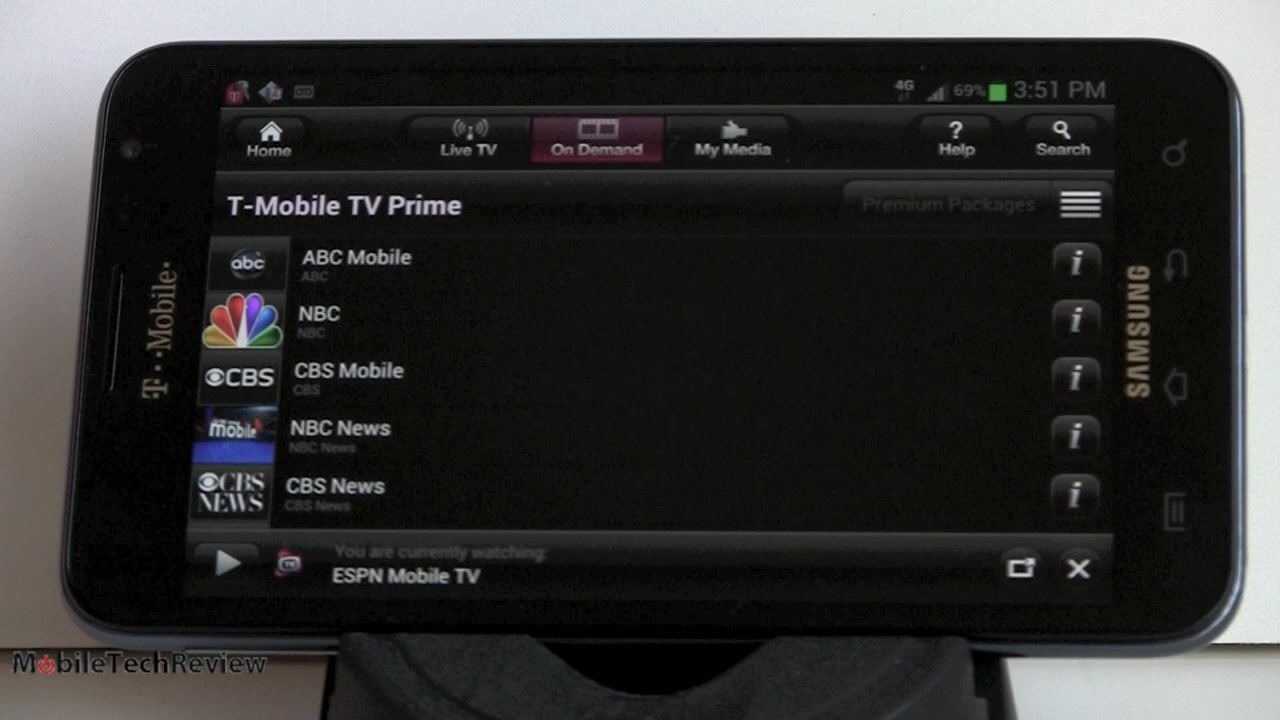 4G 69% 3:51 PM
Home Live TV On Demand My Media Help Search
T-Mobile TV Prime Premium Packages
abc ABC Mobile
ABC
NBC
NBC
CBS CBS Mobile
CBS
mobile NBC News
NBC News
CBS NEWS CBS News
CBS News
You are currently watching:
ESPN Mobile TV
T··Mobile·
SAMSUNG
MobileTechReview